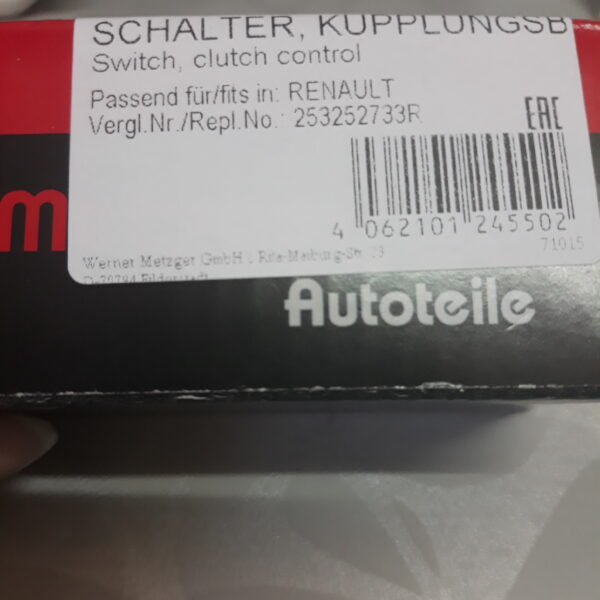 SCHALTER, KUPPLUNGSB
Switch, clutch control
Passend für/fits in: RENAULT
Vergl.Nr./Repl.No.: 253252733R
EAC
4 062101 245502
71015
m
Werner Metzger GmbH
Autoteile